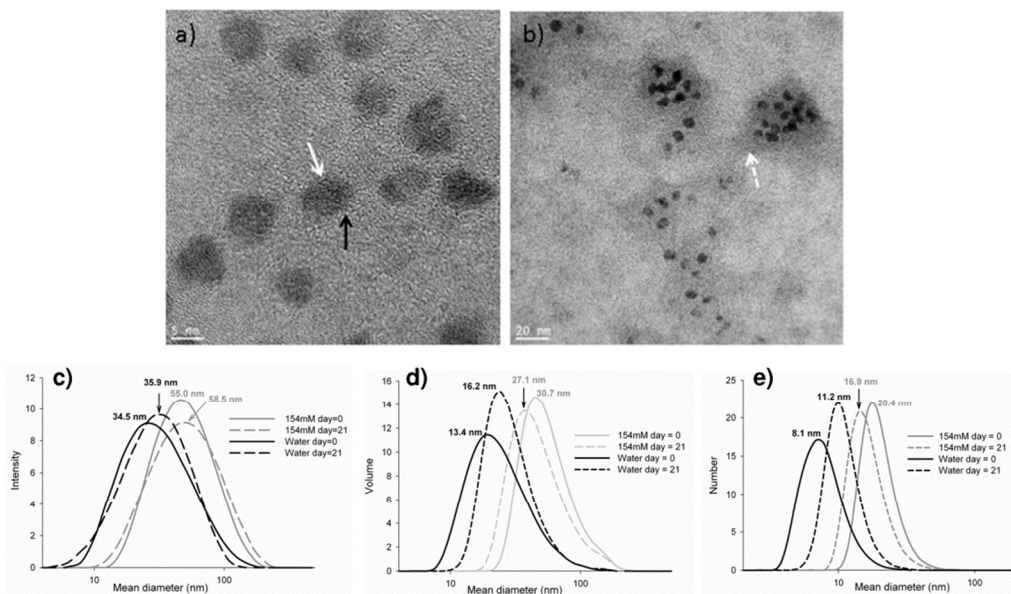 a)
5 nm
b)
20 nm
c)
12
10
8
6
4
2
0
Intensity
10
100
Mean diameter (nm)
34.5 nm
35.9 nm
55.0 nm
58.5 nm
154mM day=0
154mM day=21
Water day=0
Water day=21
d)
16
14
12
10
8
6
4
2
0
Volume
10
100
Mean diameter (nm)
13.4 nm
16.2 nm
27.1 nm
30.7 nm
154mM day = 0
154mM day = 21
Water day = 0
Water day = 21
e)
25
20
15
10
5
0
Number
10
100
Mean diameter (nm)
8.1 nm
11.2 nm
16.9 nm
20.4 nm
154mM day = 0
154mM day = 21
Water day = 0
Water day = 21